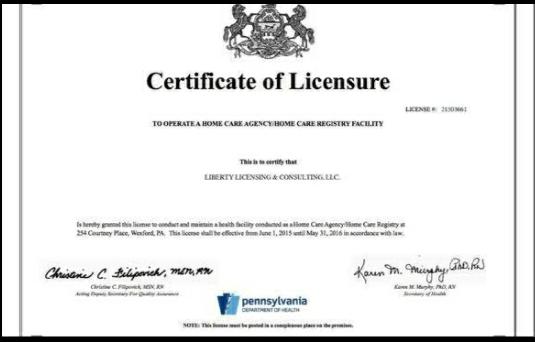 Certificate of Licensure
LICENSE #: 21503661
TO OPERATE A HOME CARE AGENCY/HOME CARE REGISTRY FACILITY
This is to certify that
LIBERTY LICENSING & CONSULTING, LLC.
Is hereby granted this license to conduct and maintain a health facility conducted as a Home Care Agency/Home Care Registry at
254 Courtney Place, Wexford, PA. This license shall be effective from June 1, 2015 until May 31, 2016 in accordance with law.
Christine C. Filipovich, MSN, RN
Karen M. Murphy, PhD, RN
Christine C. Filipovich, MSN, RN
Karen M. Murphy, PhD, RN
Acting Deputy Secretary For Quality Assurance
Secretary of Health
pennsylvania
DEPARTMENT OF HEALTH
NOTE: This license must be posted in a conspicuous place on the premises.